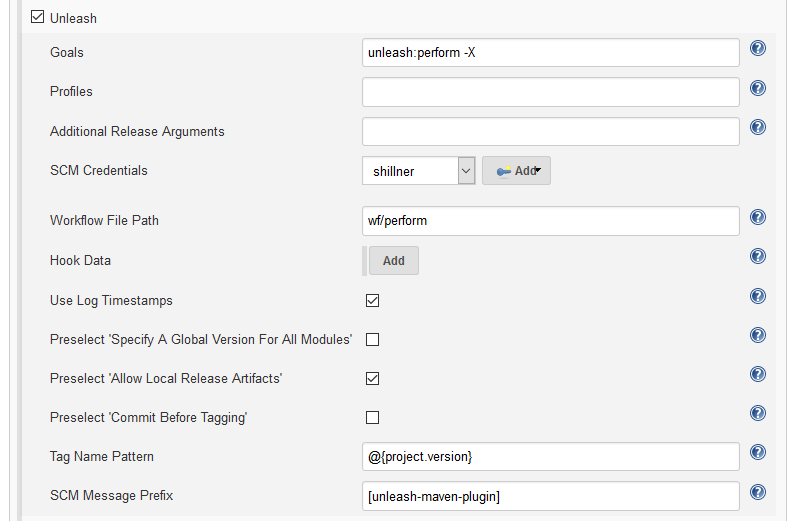 Unleash
Goals unleash:perform -X
Profiles
Additional Release Arguments
SCM Credentials shillner Add
Workflow File Path wf/perform
Hook Data Add
Use Log Timestamps
Preselect 'Specify A Global Version For All Modules'
Preselect 'Allow Local Release Artifacts'
Preselect 'Commit Before Tagging'
Tag Name Pattern @{project.version}
SCM Message Prefix [unleash-maven-plugin]